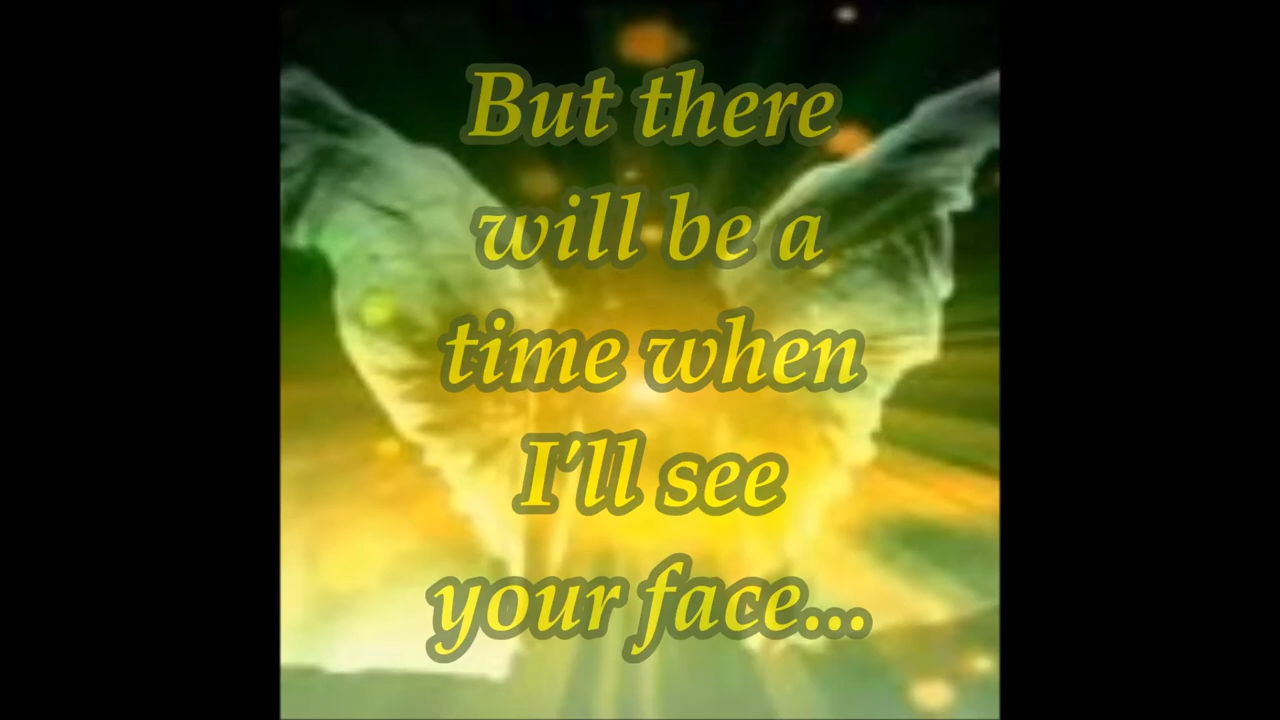 But there
will be a
time when
I'll see
your face...